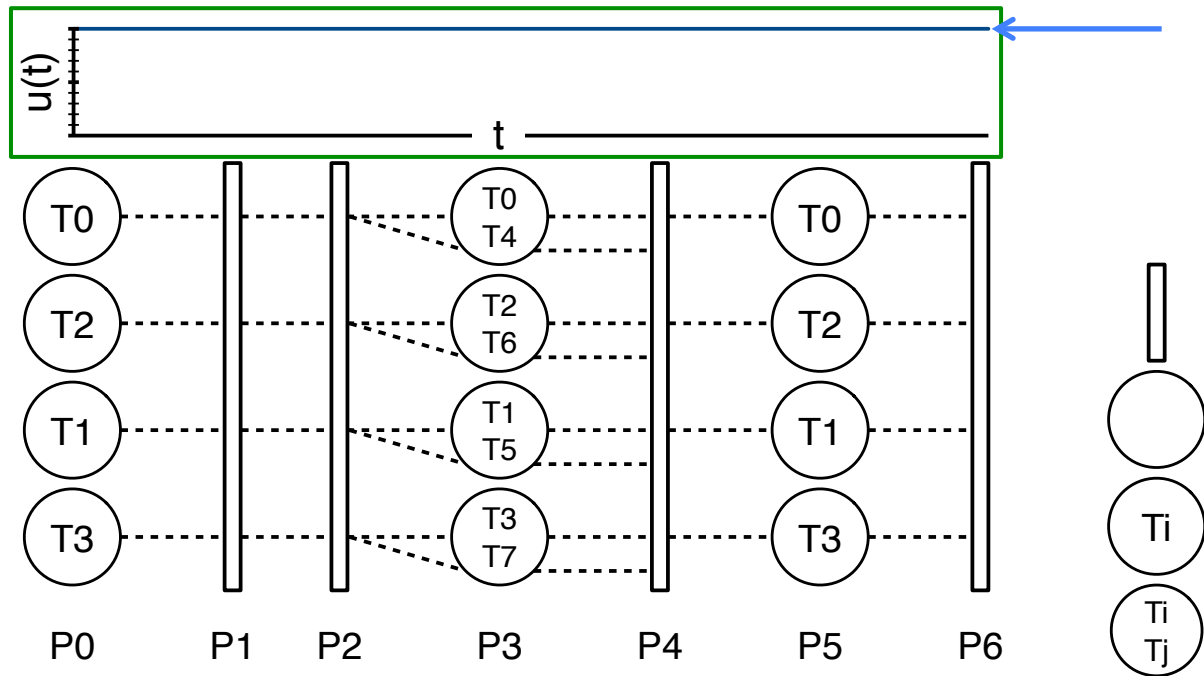 u(t)
t
T0
T0
T4
T0
T2
T2
T6
T2
T1
T1
T5
T1
Ti
T3
T3
T7
T3
Ti
Tj
P0 P1 P2 P3 P4 P5 P6